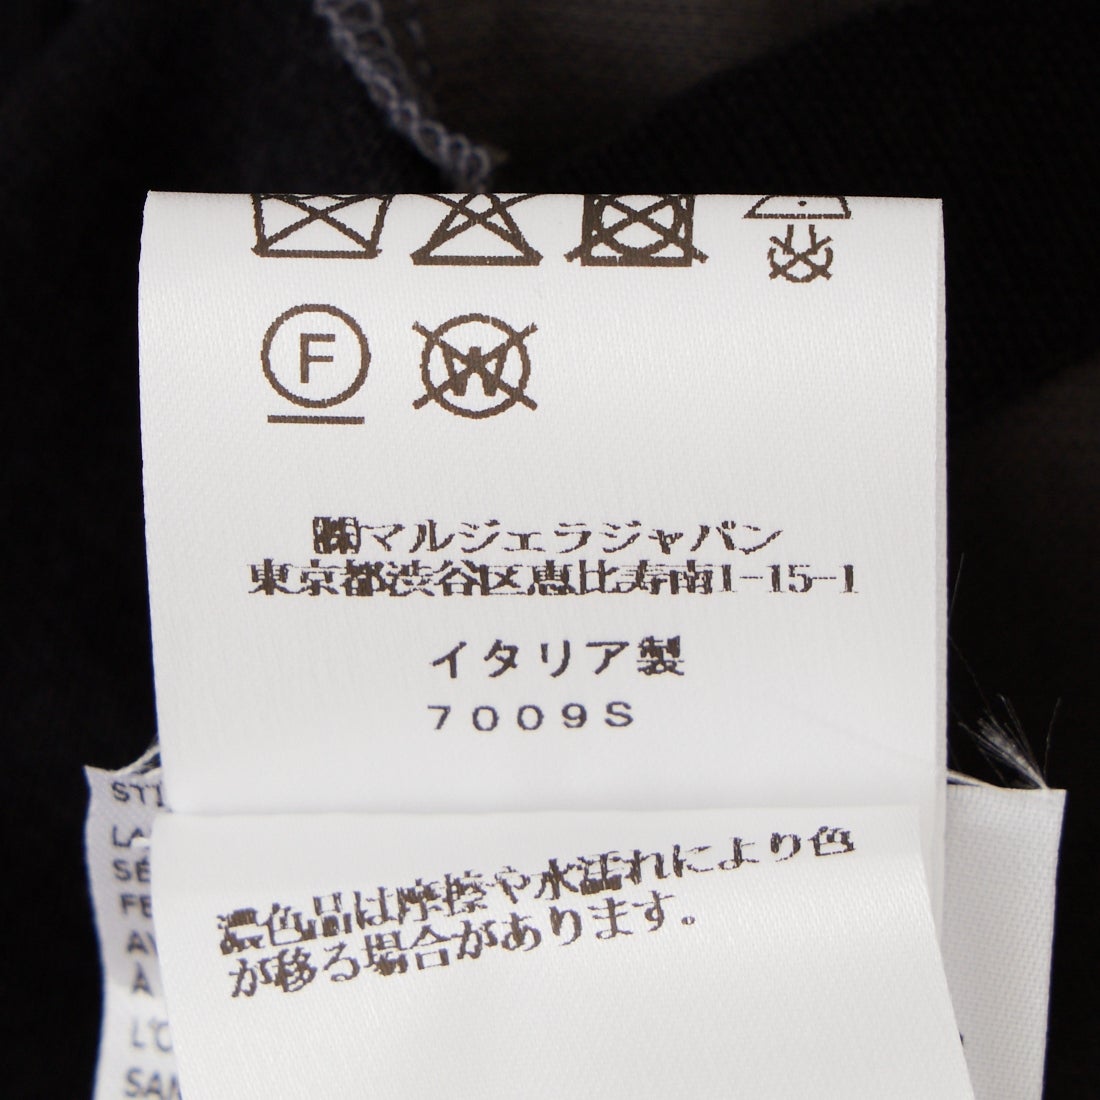 F
W
㈱マルジェラジャパン
東京都渋谷区恵比寿南1-15-1
イタリア製
7009S
濃色品は摩擦や水濡れにより色
が移る場合があります。